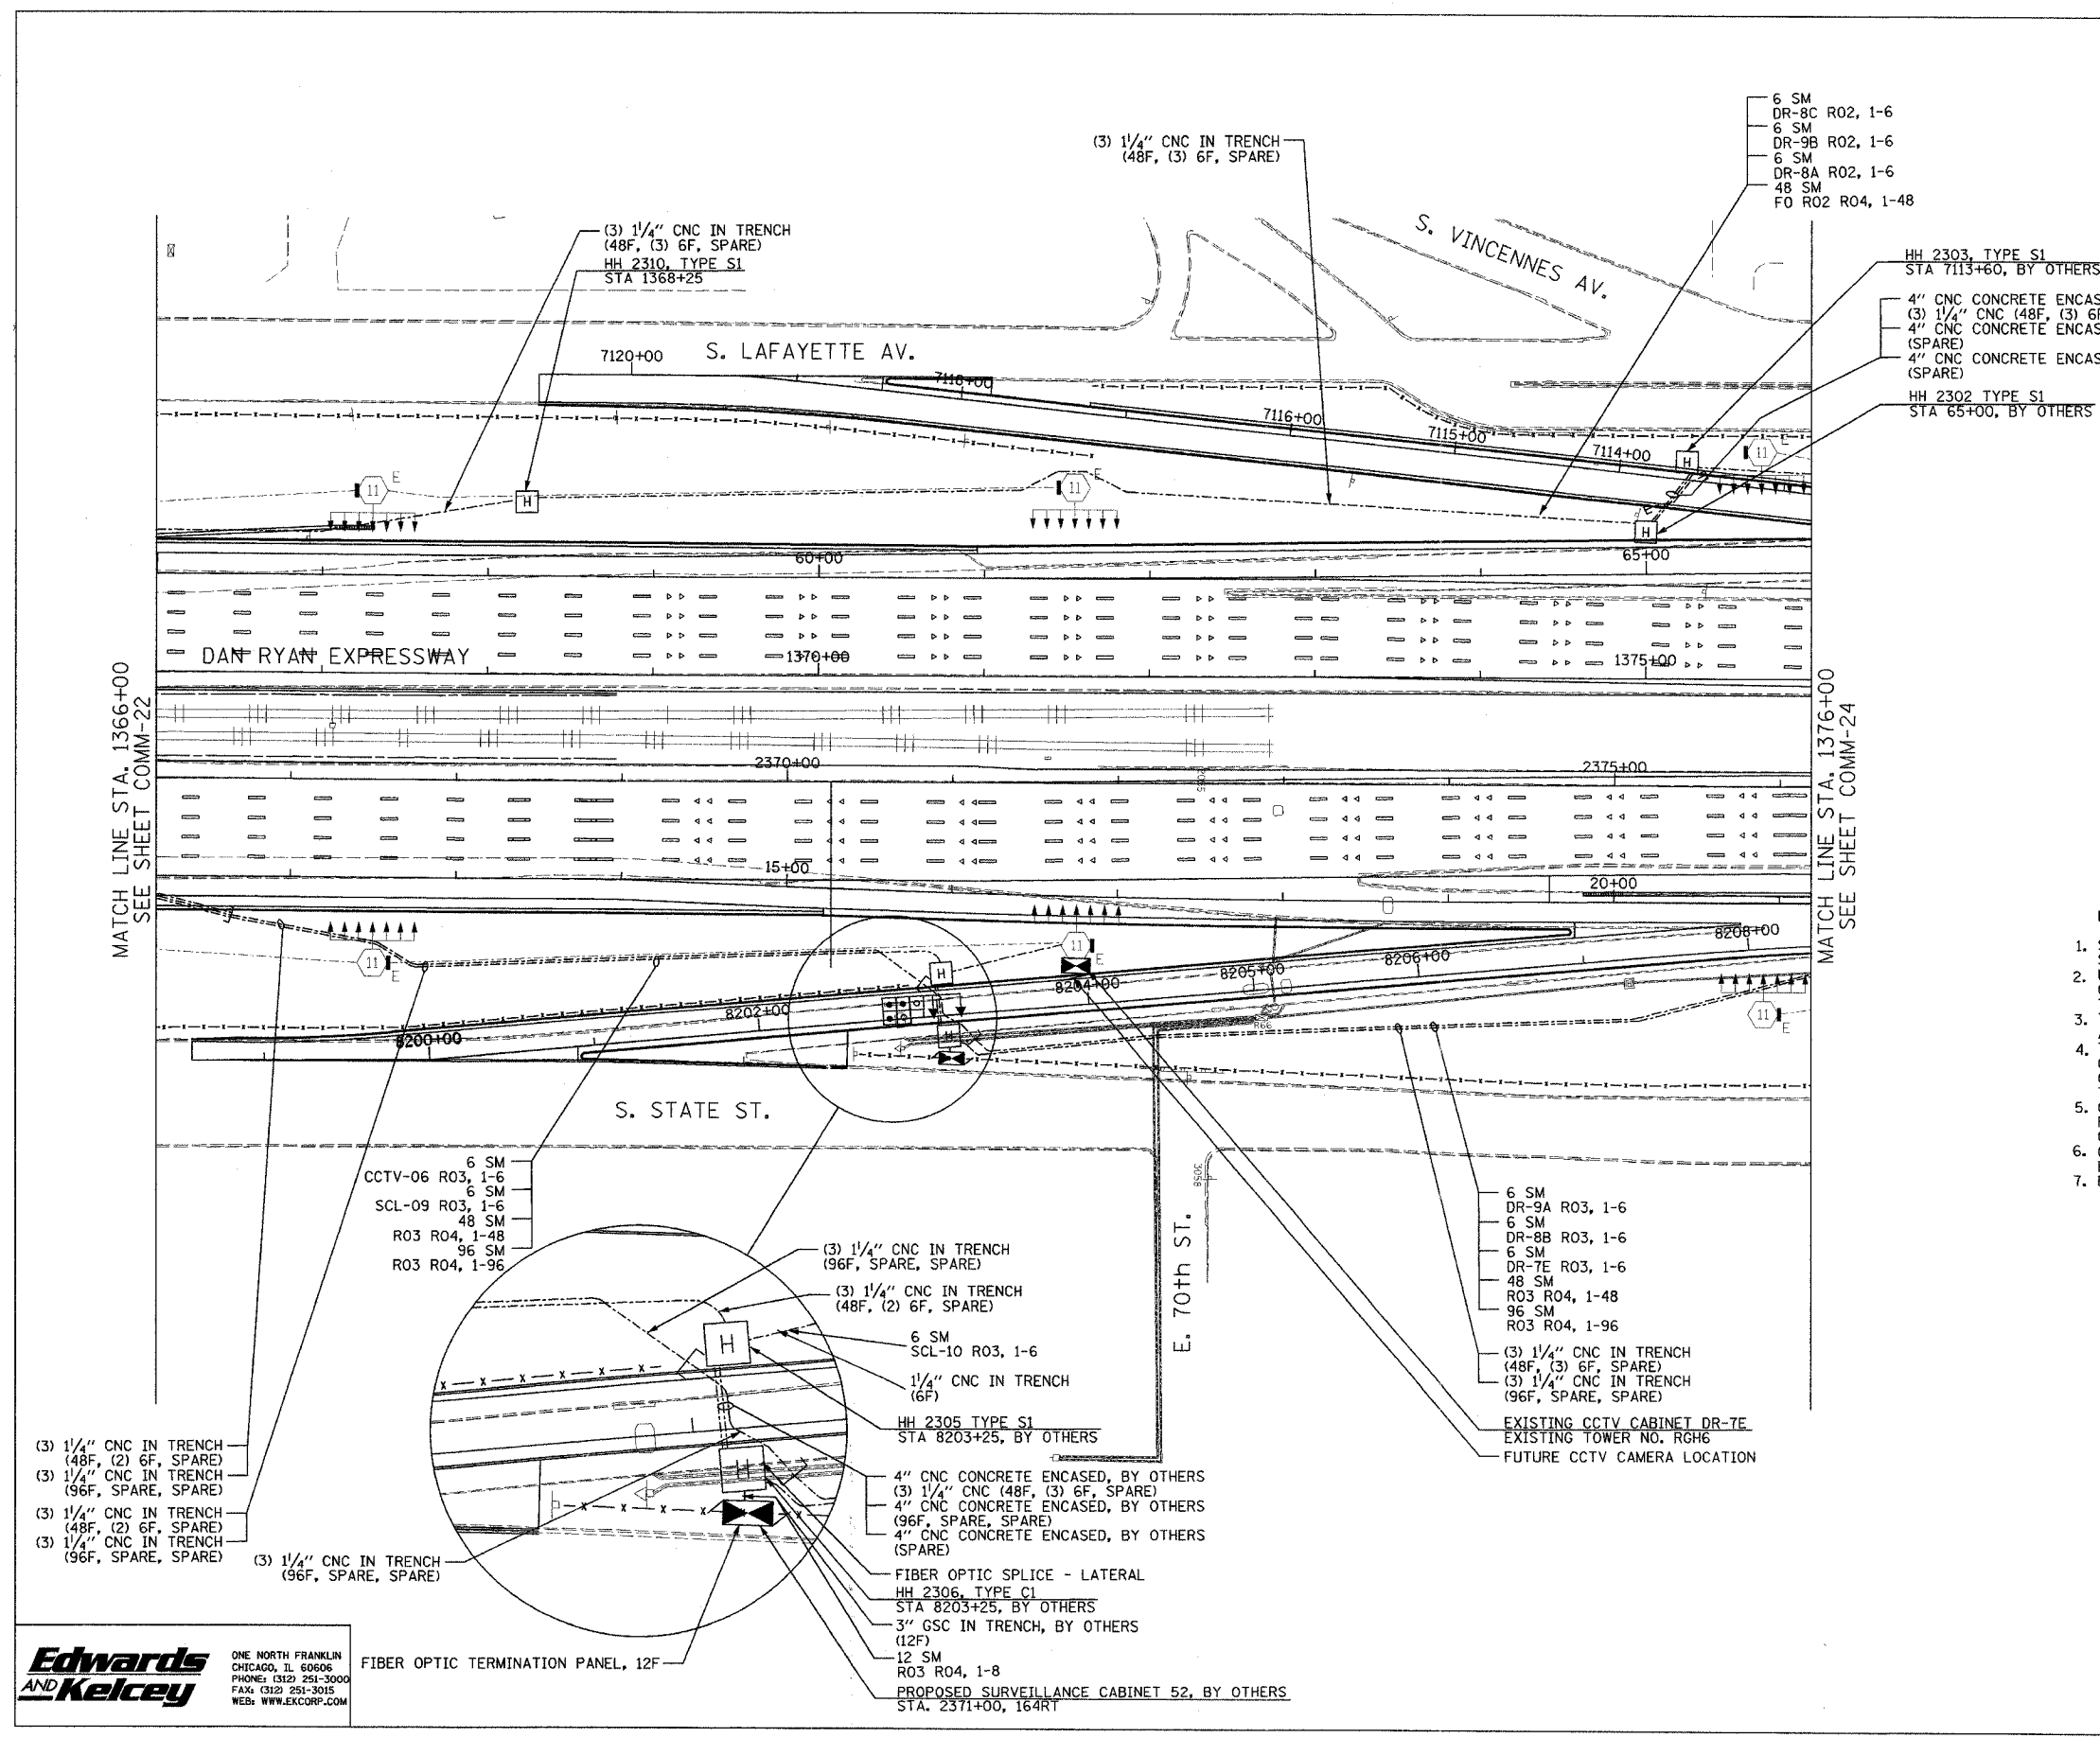 6 SM
DR-8C R02, 1-6
6 SM
DR-9B R02, 1-6
6 SM
DR-8A R02, 1-6
48 SM
FO R02 R04, 1-48
(3) 1¼" CNC IN TRENCH
(48F, (3) 6F, SPARE)
(3) 1¼" CNC IN TRENCH
(48F, (3) 6F, SPARE)
HH 2310, TYPE S1
STA 1368+25
S. VINCENNES AV.
HH 2303, TYPE S1
STA 7113+60, BY OTHERS
4" CNC CONCRETE ENCAS
(3) 1¼" CNC (48F, (3) 6F
4" CNC CONCRETE ENCAS
(SPARE)
4" CNC CONCRETE ENCAS
(SPARE)
HH 2302 TYPE S1
STA 65+00, BY OTHERS
7120+00
S. LAFAYETTE AV.
7118+00
7116+00
7115+00
7114+00
H
E
11
E
11
H
E
11
E
H
60+00
65+00
DAN RYAN EXPRESSWAY
1370+00
1375+00
MATCH LINE STA. 1366+00
SEE SHEET COMM-22
MATCH LINE STA. 1376+00
SEE SHEET COMM-24
2370+00
2375+00
15+00
20+00
11
E
H
11
E
8208+00
8206+00
8205+00
8204+00
8202+00
8200+00
H
R66
11
E
1.
2.
3.
4.
5.
6.
7.
S. STATE ST.
3058
E. 70th ST.
6 SM
CCTV-06 R03, 1-6
6 SM
SCL-09 R03, 1-6
48 SM
R03 R04, 1-48
96 SM
R03 R04, 1-96
6 SM
DR-9A R03, 1-6
6 SM
DR-8B R03, 1-6
6 SM
DR-7E R03, 1-6
48 SM
R03 R04, 1-48
96 SM
R03 R04, 1-96
(3) 1¼" CNC IN TRENCH
(48F, (3) 6F, SPARE)
(3) 1¼" CNC IN TRENCH
(96F, SPARE, SPARE)
EXISTING CCTV CABINET DR-7E
EXISTING TOWER NO. RGH6
FUTURE CCTV CAMERA LOCATION
(3) 1¼" CNC IN TRENCH
(96F, SPARE, SPARE)
(3) 1¼" CNC IN TRENCH
(48F, (2) 6F, SPARE)
6 SM
SCL-10 R03, 1-6
1¼" CNC IN TRENCH
(6F)
HH 2305 TYPE S1
STA 8203+25, BY OTHERS
H
H
4" CNC CONCRETE ENCASED, BY OTHERS
(3) 1¼" CNC (48F, (3) 6F, SPARE)
4" CNC CONCRETE ENCASED, BY OTHERS
(96F, SPARE, SPARE)
4" CNC CONCRETE ENCASED, BY OTHERS
(SPARE)
FIBER OPTIC SPLICE - LATERAL
HH 2306, TYPE C1
STA 8203+25, BY OTHERS
3" GSC IN TRENCH, BY OTHERS
(12F)
12 SM
R03 R04, 1-8
PROPOSED SURVEILLANCE CABINET 52, BY OTHERS
STA. 2371+00, 164RT
(3) 1¼" CNC IN TRENCH
(48F, (2) 6F, SPARE)
(3) 1¼" CNC IN TRENCH
(96F, SPARE, SPARE)
(3) 1¼" CNC IN TRENCH
(48F, (2) 6F, SPARE)
(3) 1¼" CNC IN TRENCH
(96F, SPARE, SPARE)
(3) 1¼" CNC IN TRENCH
(96F, SPARE, SPARE)
FIBER OPTIC TERMINATION PANEL, 12F
Edwards
AND Kelcey
ONE NORTH FRANKLIN
CHICAGO, IL 60606
PHONE: (312) 251-3000
FAX: (312) 251-3015
WEB: WWW.EKCORP.COM